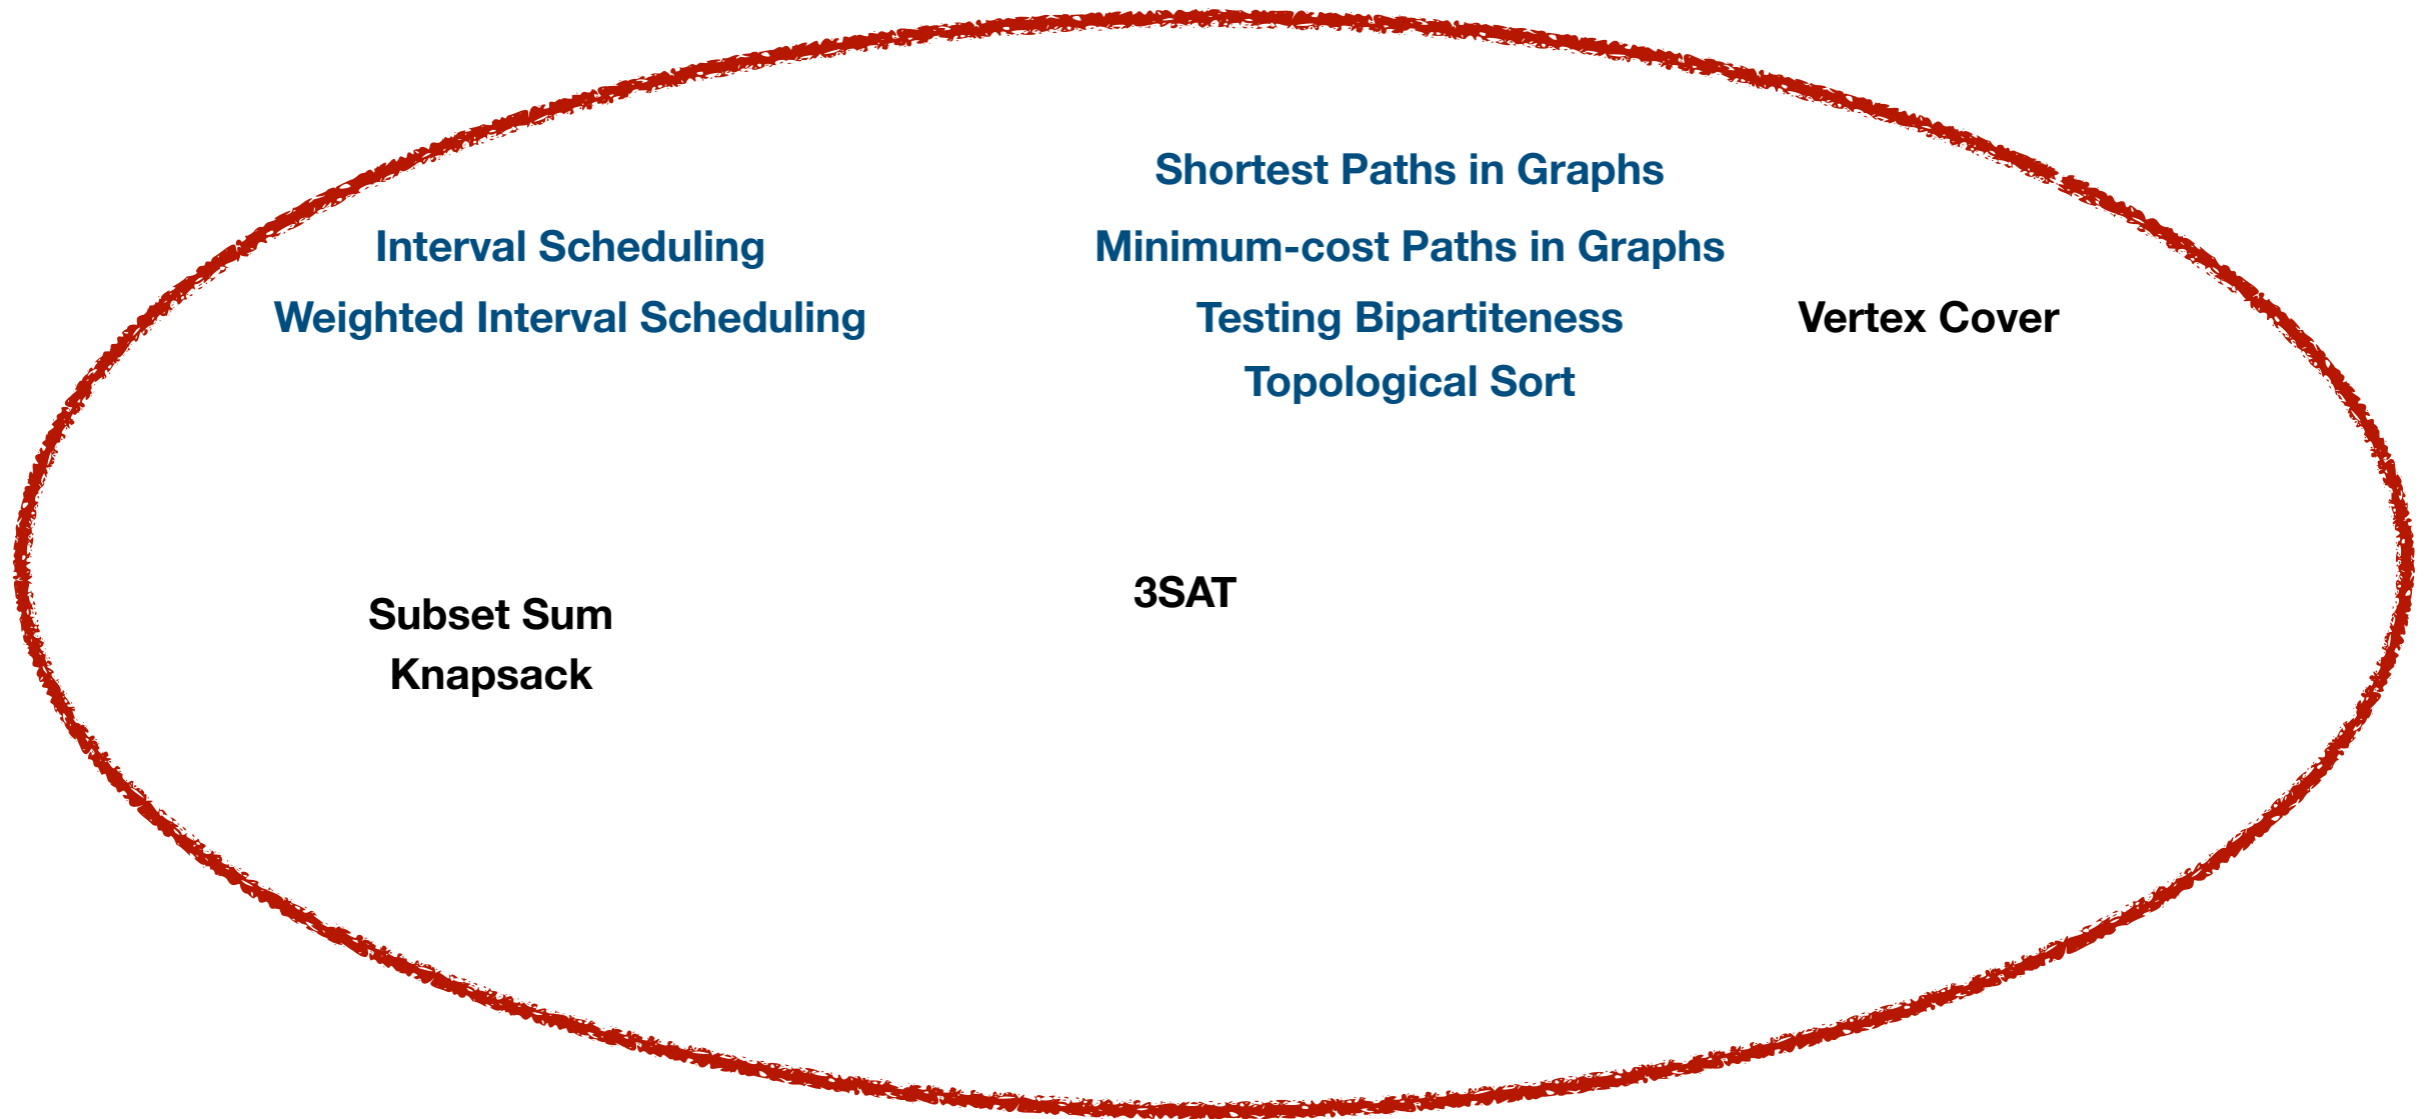 Shortest Paths in Graphs
Interval Scheduling
Minimum-cost Paths in Graphs
Weighted Interval Scheduling
Testing Bipartiteness
Vertex Cover
Topological Sort
3SAT
Subset Sum
Knapsack